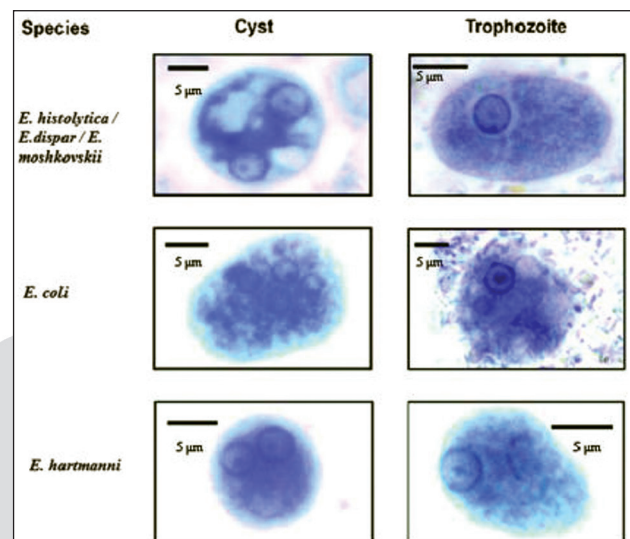 Species Cyst Trophozoite
5 µm 5 µm
E. histolytica /
E.dispar / E.
moshkovskii
5 µm 5 µm
E. coli
5 µm 5 µm
E. hartmanni